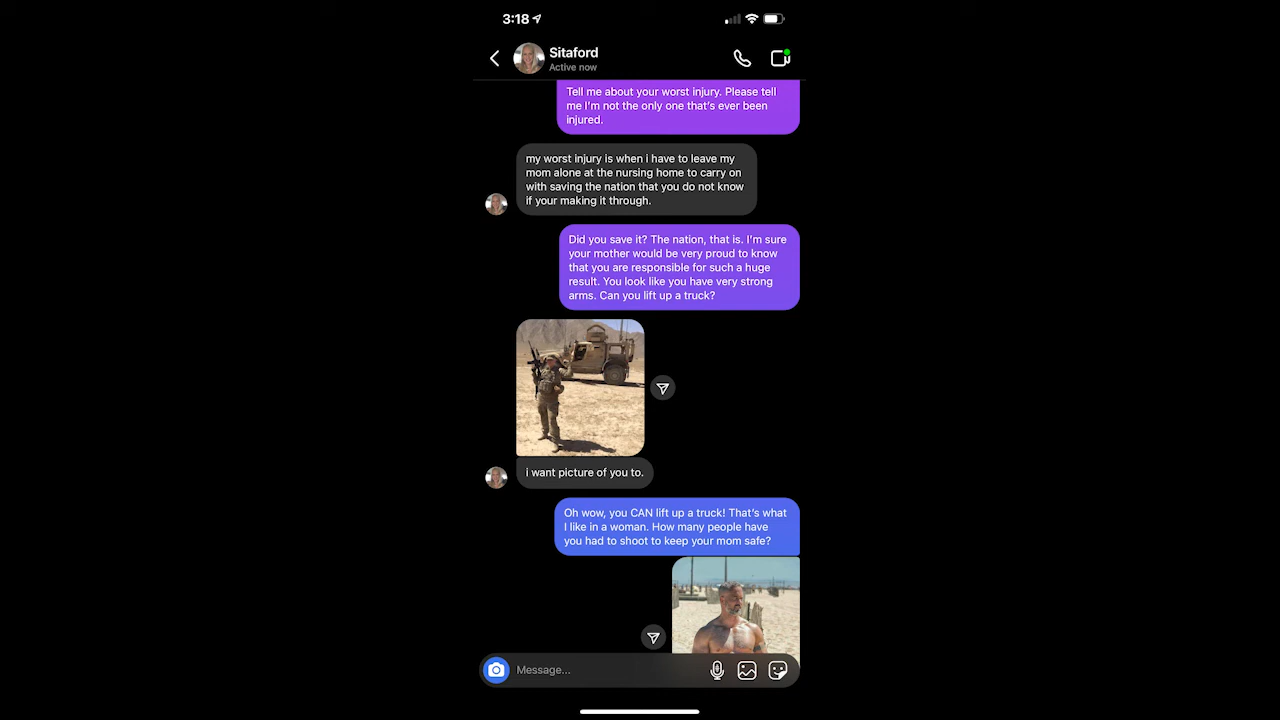 3:18
Sitaford
Active now
Tell me about your worst injury. Please tell
me I'm not the only one that's ever been
injured.
my worst injury is when i have to leave my
mom alone at the nursing home to carry on
with saving the nation that you do not know
if your making it through.
Did you save it? The nation, that is. I'm sure
your mother would be very proud to know
that you are responsible for such a huge
result. You look like you have very strong
arms. Can you lift up a truck?
i want picture of you to.
Oh wow, you CAN lift up a truck! That's what
I like in a woman. How many people have
you had to shoot to keep your mom safe?
Message...